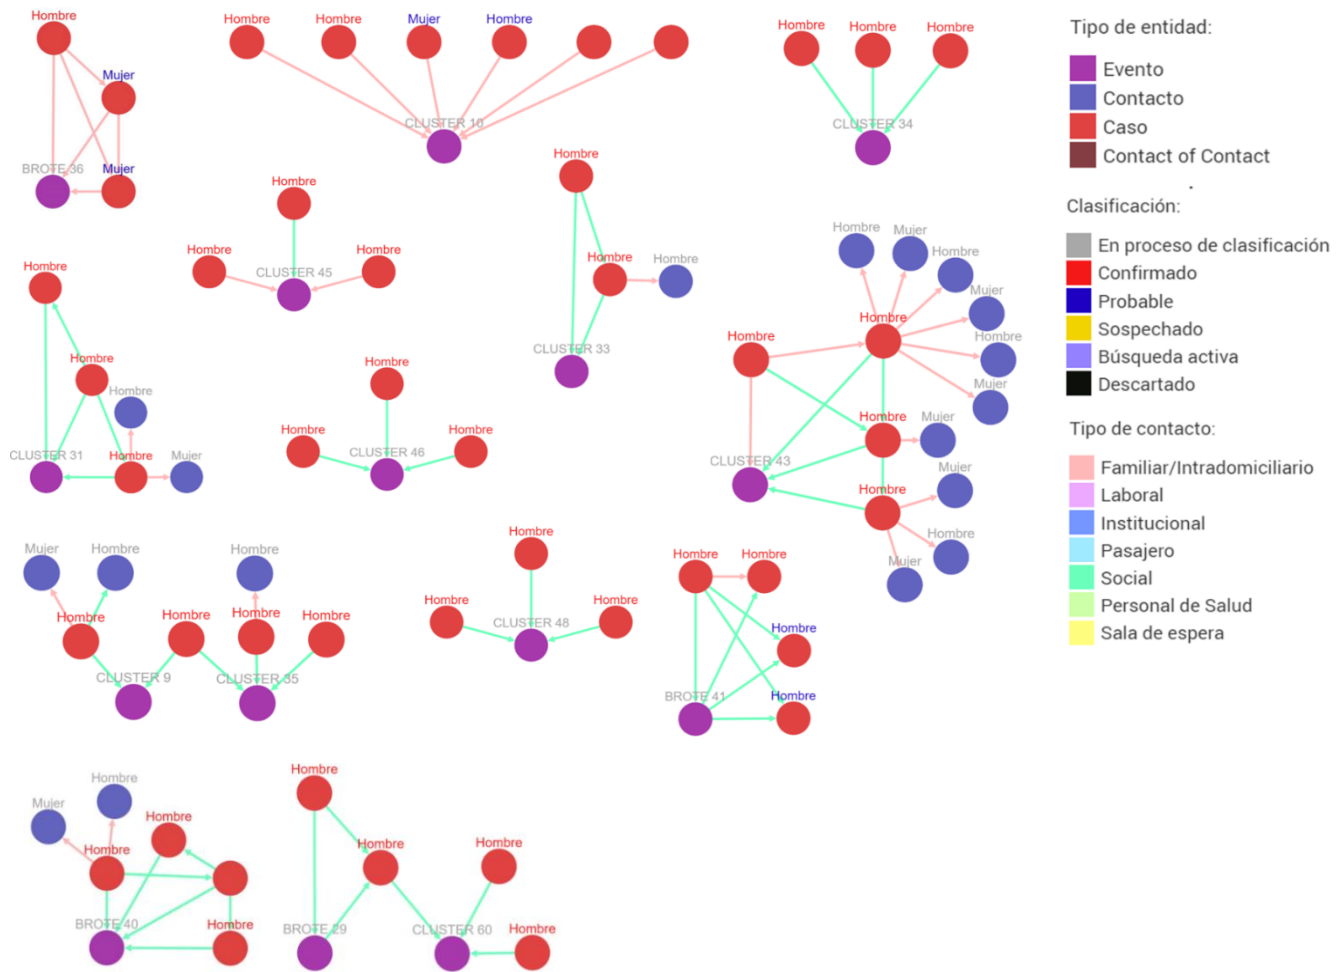 Hombre
Mujer
BROTE 36
Mujer
Hombre
Hombre
Mujer
Hombre
CLUSTER 10
Hombre
Hombre
Hombre
CLUSTER 34
Hombre
Hombre
Hombre
CLUSTER 45
Hombre
Hombre
Hombre
CLUSTER 33
Hombre
Mujer
Hombre
Mujer
Hombre
Mujer
Hombre
Hombre
Hombre
Mujer
CLUSTER 43
Hombre
Mujer
Hombre
Mujer
Hombre
Hombre
Hombre
CLUSTER 31
Hombre
Mujer
Hombre
Hombre
CLUSTER 46
Hombre
Mujer
Hombre
Hombre
Hombre
Hombre
Hombre
Hombre
CLUSTER 9
CLUSTER 35
Hombre
Hombre
CLUSTER 48
Hombre
Hombre
Hombre
Hombre
BROTE 41
Hombre
Mujer
Hombre
Hombre
Hombre
BROTE 40
Hombre
Hombre
Hombre
Hombre
BROTE 29
CLUSTER 60
Hombre
Tipo de entidad:
Evento
Contacto
Caso
Contact of Contact
Clasificación:
En proceso de clasificación
Confirmado
Probable
Sospechado
Búsqueda activa
Descartado
Tipo de contacto:
Familiar/Intradomiciliario
Laboral
Institucional
Pasajero
Social
Personal de Salud
Sala de espera